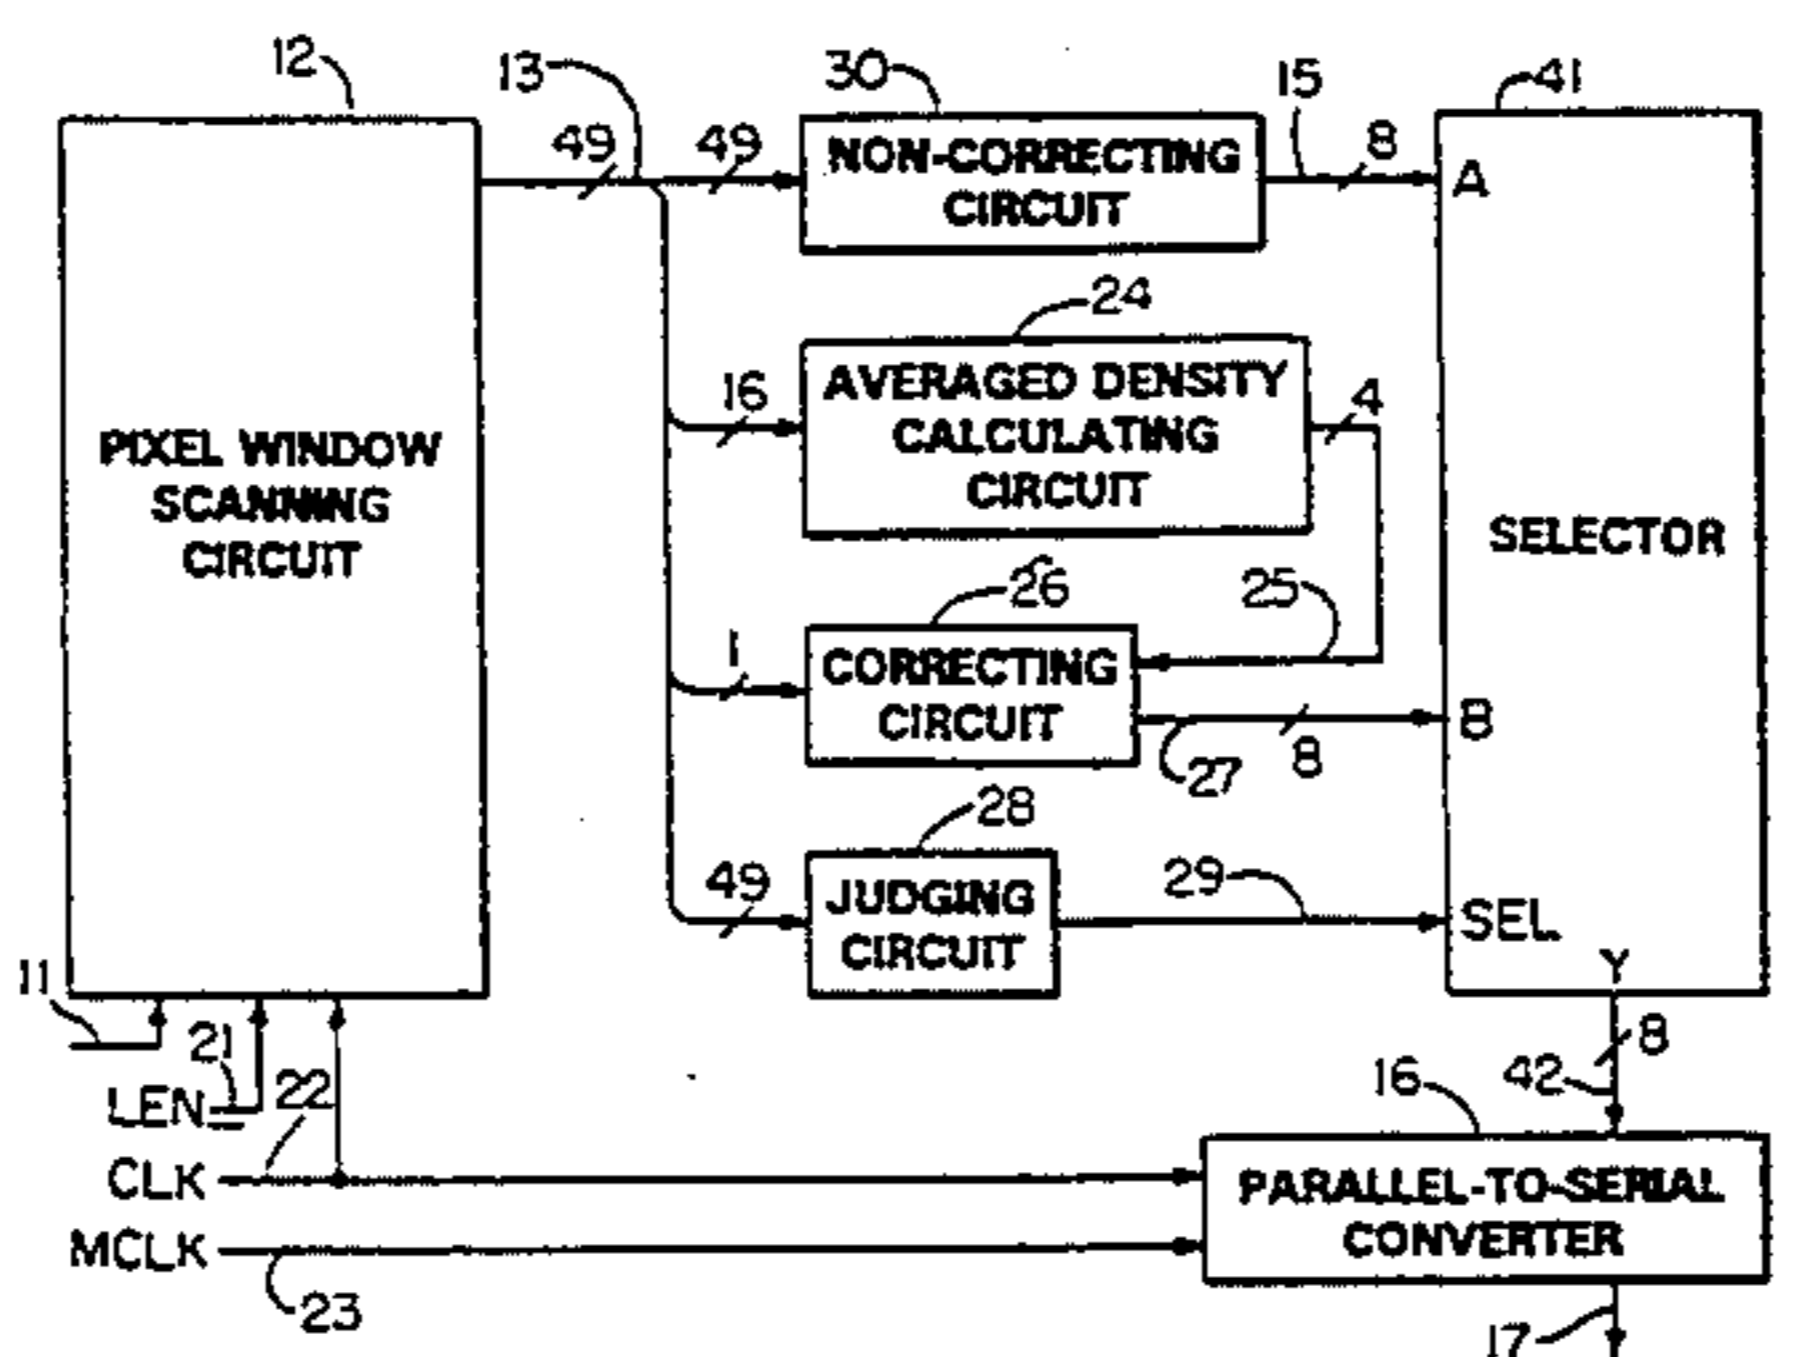 12
13
30
15
41
49
49
NON-CORRECTING
CIRCUIT
8
A
24
16
AVERAGED DENSITY
CALCULATING
CIRCUIT
4
PIXEL WINDOW
SCANNING
CIRCUIT
SELECTOR
26
25
1
CORRECTING
CIRCUIT
B
27
8
28
49
JUDGING
CIRCUIT
29
SEL
Y
11
21
8
LEN
22
16
42
CLK
PARALLEL-TO-SERIAL
CONVERTER
MCLK
23
17